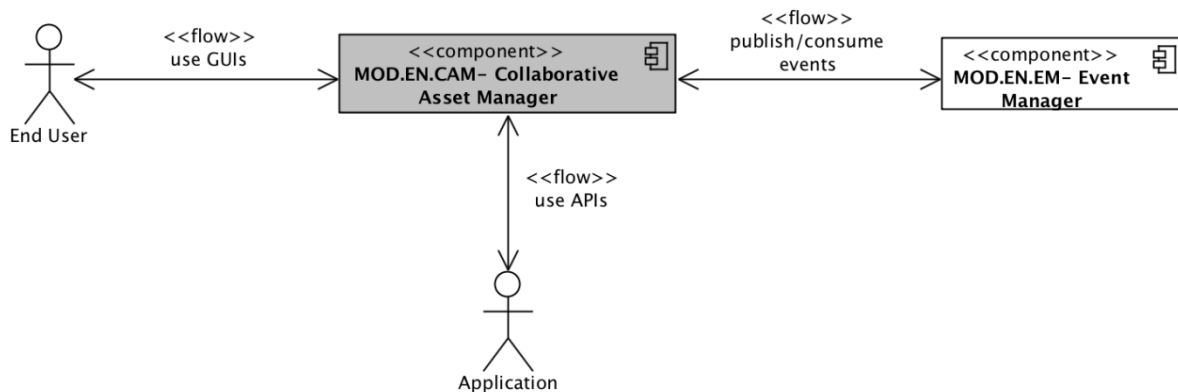 <<flow>>
use GUIs
End User
<<component>>
MOD.EN.CAM– Collaborative
Asset Manager
<<flow>>
publish/consume
events
<<component>>
MOD.EN.EM– Event
Manager
<<flow>>
use APIs
Application